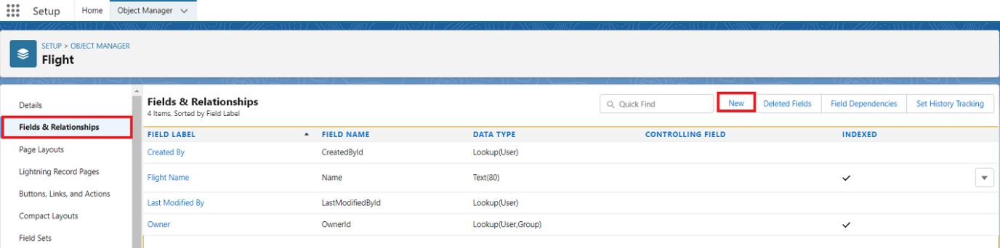 Setup Home Object Manager
SETUP > OBJECT MANAGER
Flight
Details
Fields & Relationships
Page Layouts
Lightning Record Pages
Buttons, Links, and Actions
Compact Layouts
Field Sets
Fields & Relationships
4 Items, Sorted by Field Label
Quick Find New Deleted Fields Field Dependencies Set History Tracking
FIELD LABEL FIELD NAME DATA TYPE CONTROLLING FIELD INDEXED
Created By CreatedById Lookup(User)
Flight Name Name Text(80)
Last Modified By LastModifiedById Lookup(User)
Owner OwnerId Lookup(User,Group)